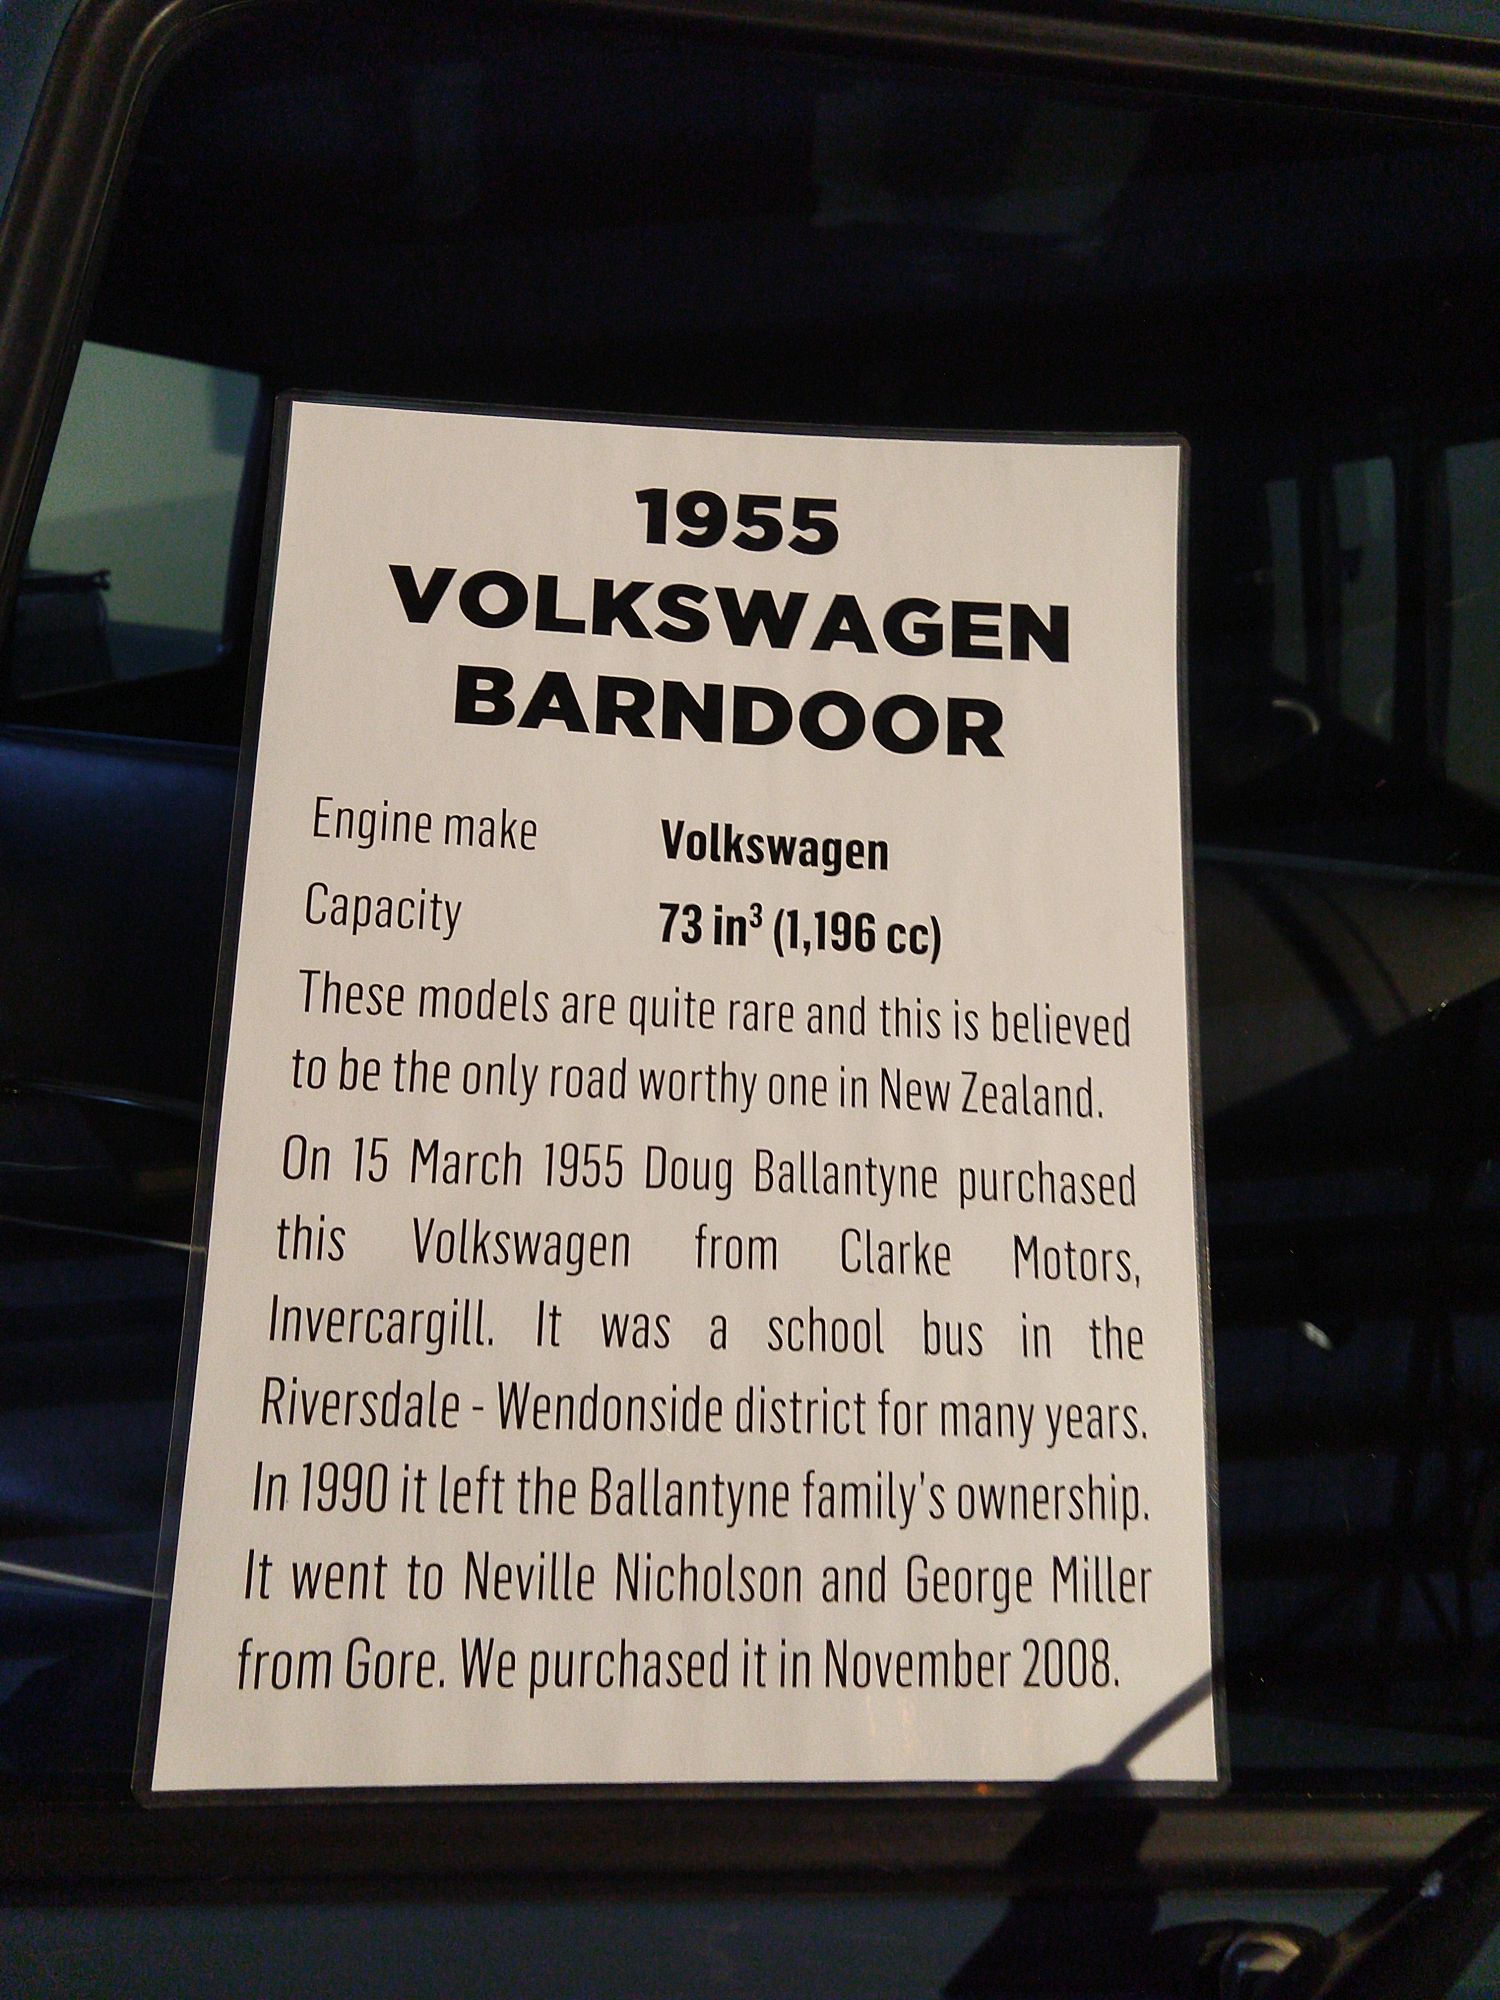 1955
VOLKSWAGEN
BARNDOOR
Engine make Volkswagen
Capacity 73 in³ (1,196 cc)
These models are quite rare and this is believed
to be the only road worthy one in New Zealand.
On 15 March 1955 Doug Ballantyne purchased
this Volkswagen from Clarke Motors,
Invercargill. It was a school bus in the
Riversdale - Wendonside district for many years.
In 1990 it left the Ballantyne family's ownership.
It went to Neville Nicholson and George Miller
from Gore. We purchased it in November 2008.